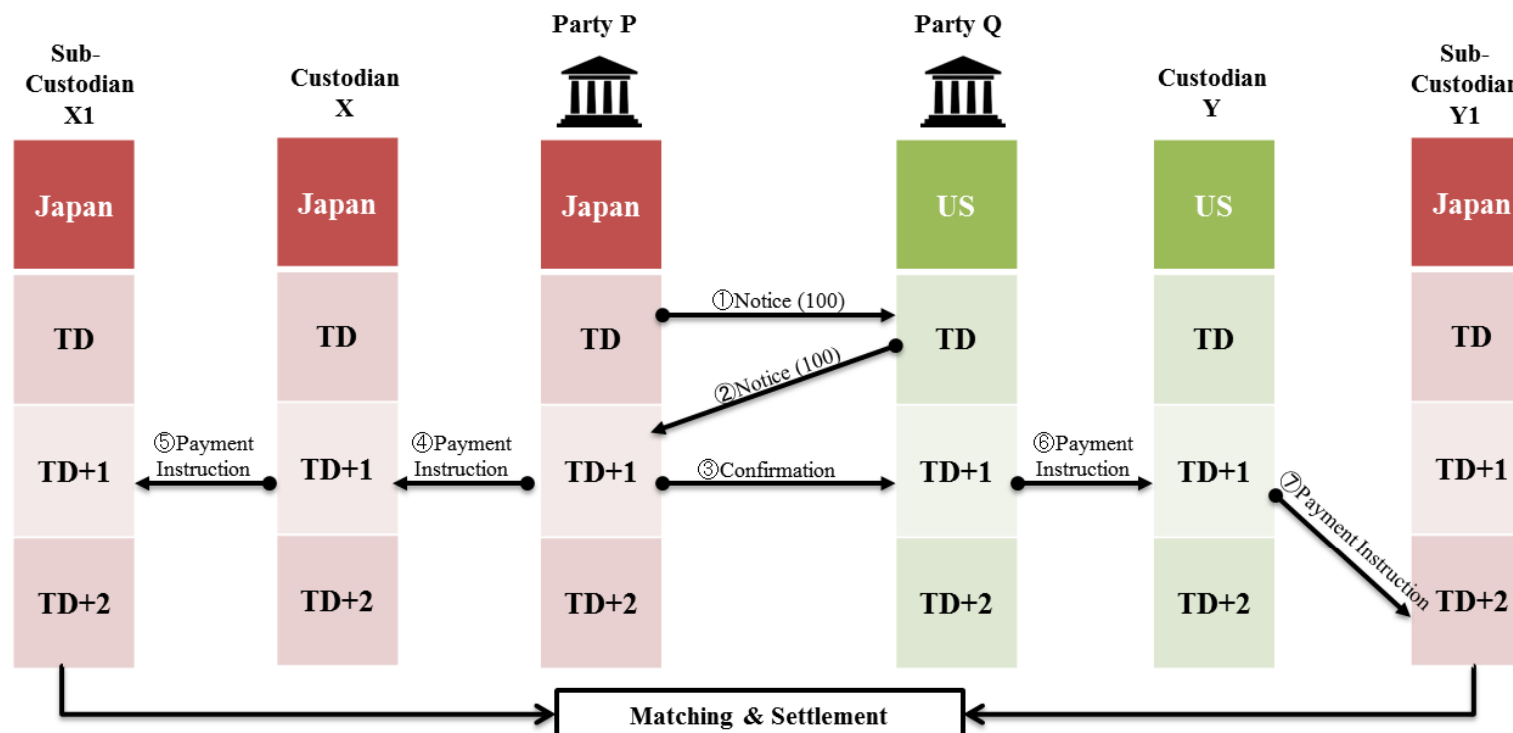 Party P
Party Q
Sub-
Custodian
X1
Custodian
X
Custodian
Y
Sub-
Custodian
Y1
Japan
Japan
Japan
US
US
Japan
TD
TD
TD
①Notice (100)
TD
TD
TD
②Notice (100)
TD+1
⑤Payment
Instruction
TD+1
④Payment
Instruction
TD+1
③Confirmation
TD+1
⑥Payment
Instruction
TD+1
⑦Payment Instruction
TD+1
TD+2
TD+2
TD+2
TD+2
TD+2
TD+2
Matching & Settlement